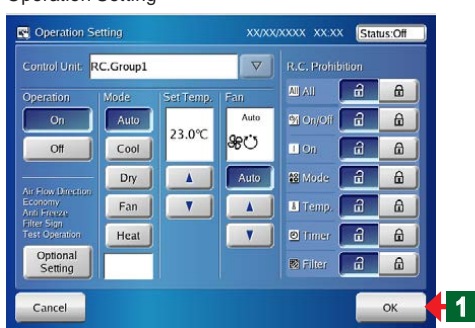 Operation Setting
Operation Setting XX/XX/XXXX XX:XX Status:Off
Control Unit: RC.Group1
R.C. Prohibition
Operation Mode Set Temp. Fan
All All
On/Off
On
Mode
Temp.
Timer
Filter
On
Off
Auto
Cool
Dry
Fan
Heat
23.0°C
Auto
Auto
Air Flow Direction
Economy
Anti Freeze
Filter Sign
Test Operation
Optional
Setting
Cancel
OK
1